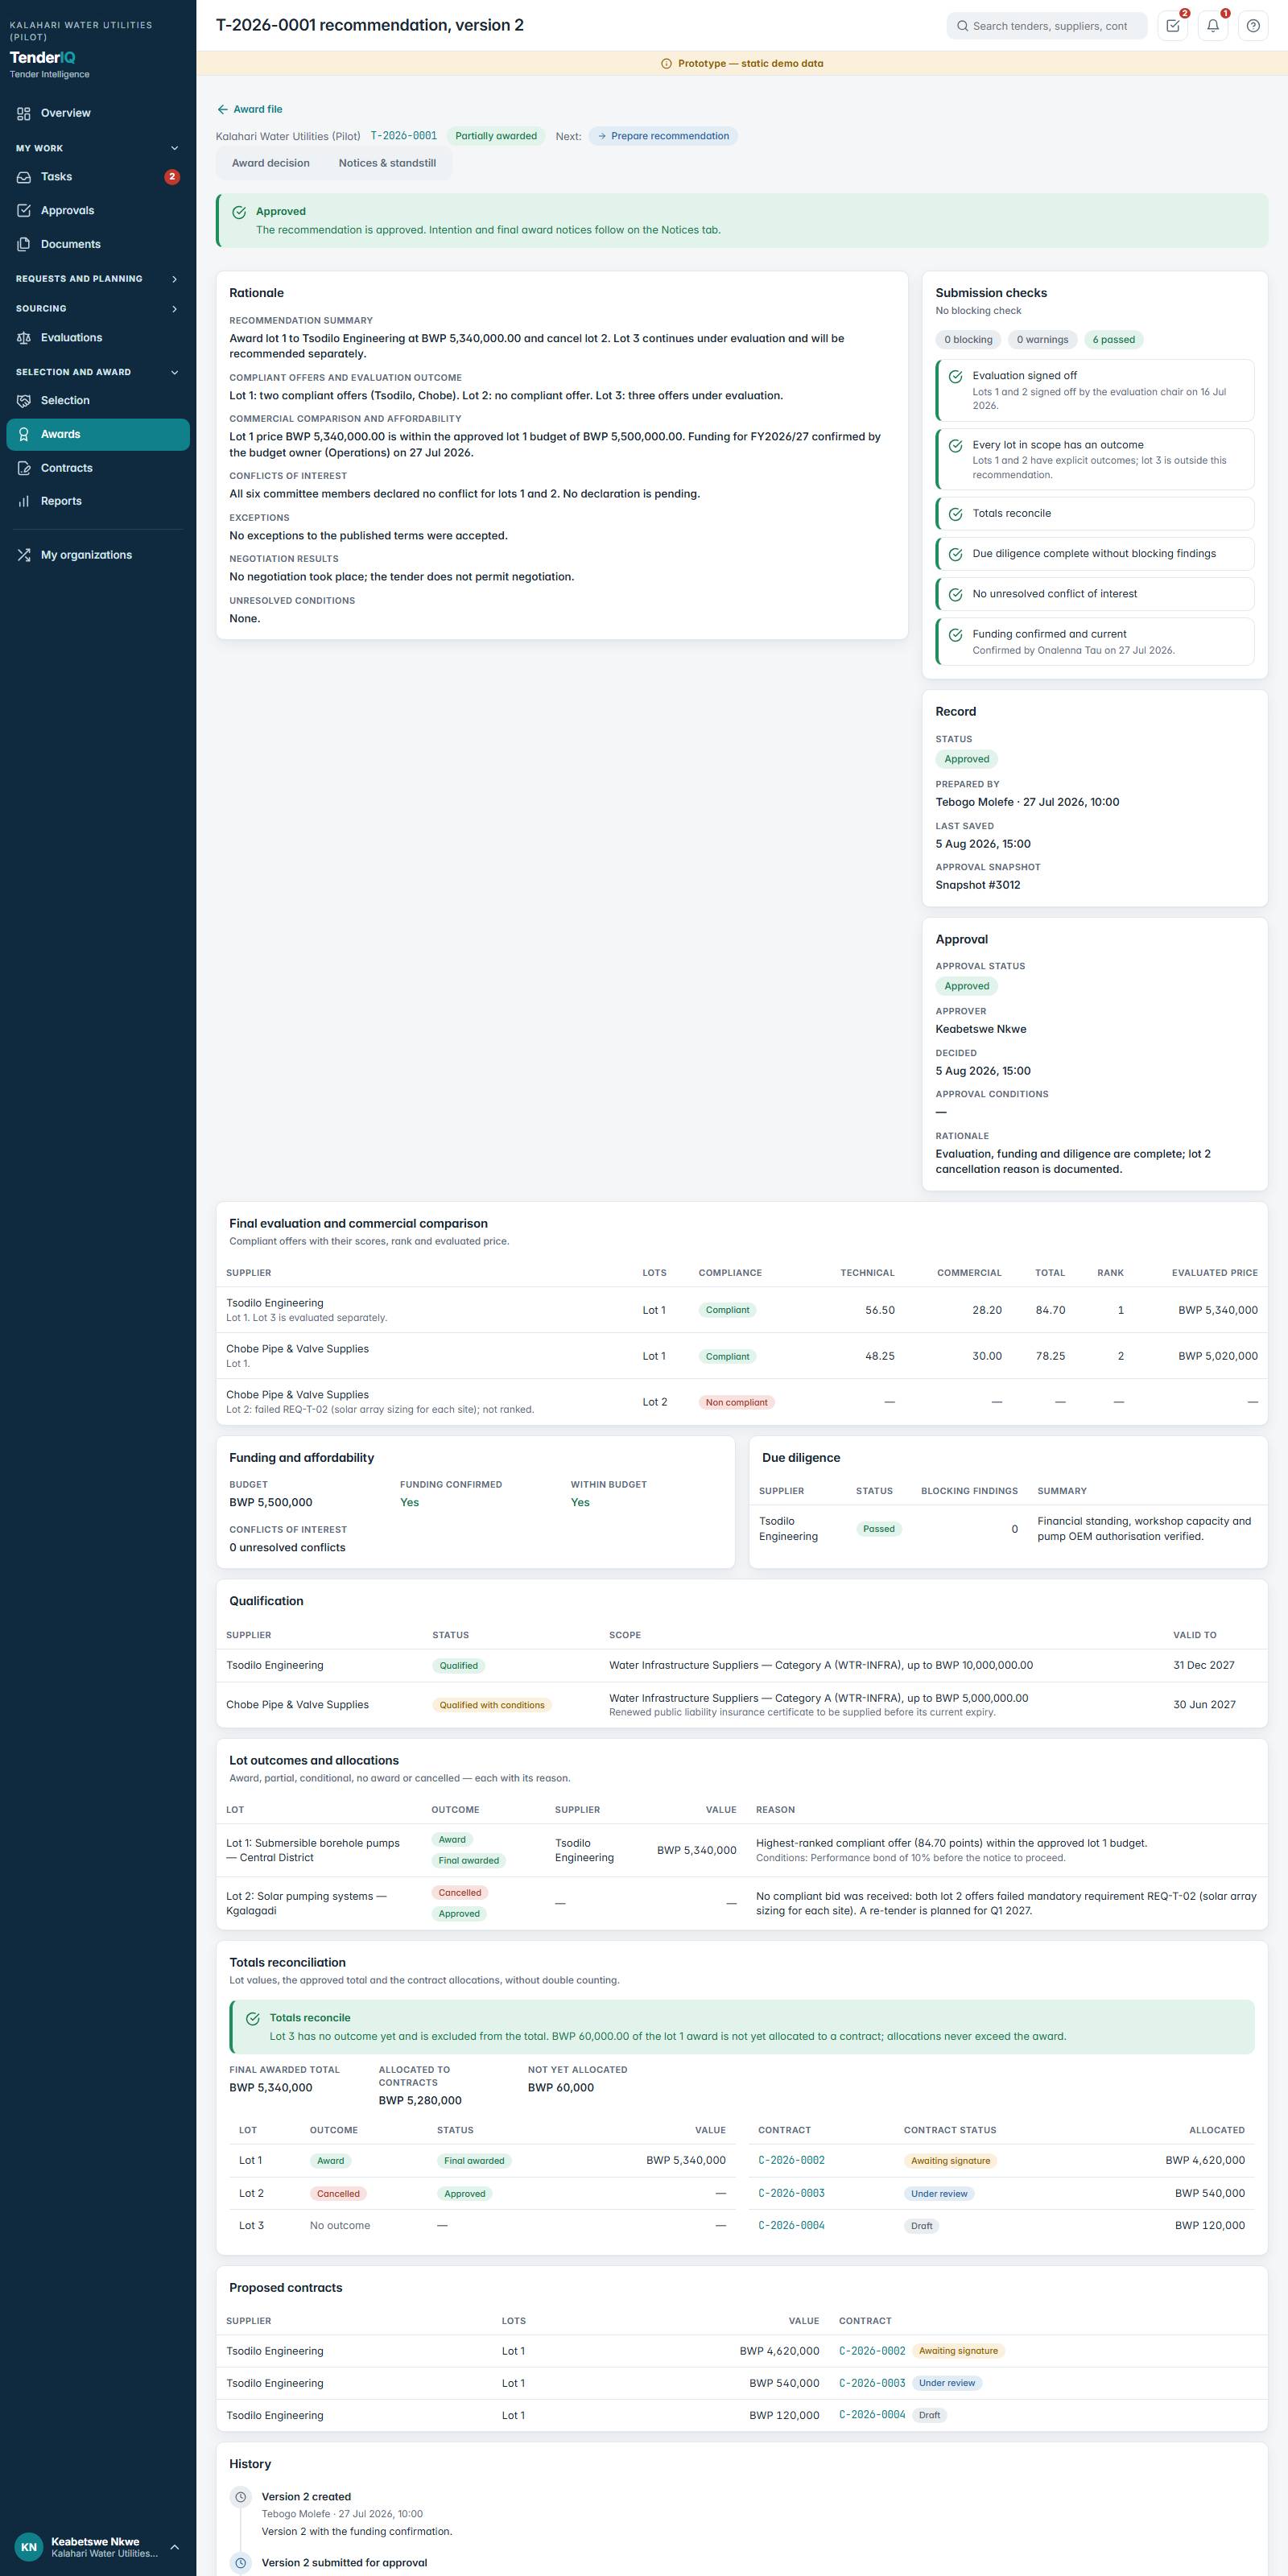 KALAHARI WATER UTILITIES
(PILOT)
TenderIQ
Tender Intelligence
Overview
MY WORK
Tasks
2
Approvals
Documents
REQUESTS AND PLANNING
SOURCING
Evaluations
SELECTION AND AWARD
Selection
Awards
Contracts
Reports
My organizations
KN
Keabetswe Nkwe
Kalahari Water Utilities...
T-2026-0001 recommendation, version 2
Search tenders, suppliers, cont
2
1
Prototype — static demo data
Award file
Kalahari Water Utilities (Pilot) T-2026-0001 Partially awarded Next: Prepare recommendation
Award decision Notices & standstill
Approved
The recommendation is approved. Intention and final award notices follow on the Notices tab.
Rationale
RECOMMENDATION SUMMARY
Award lot 1 to Tsodilo Engineering at BWP 5,340,000.00 and cancel lot 2. Lot 3 continues under evaluation and will be
recommended separately.
COMPLIANT OFFERS AND EVALUATION OUTCOME
Lot 1: two compliant offers (Tsodilo, Chobe). Lot 2: no compliant offer. Lot 3: three offers under evaluation.
COMMERCIAL COMPARISON AND AFFORDABILITY
Lot 1 price BWP 5,340,000.00 is within the approved lot 1 budget of BWP 5,500,000.00. Funding for FY2026/27 confirmed by
the budget owner (Operations) on 27 Jul 2026.
CONFLICTS OF INTEREST
All six committee members declared no conflict for lots 1 and 2. No declaration is pending.
EXCEPTIONS
No exceptions to the published terms were accepted.
NEGOTIATION RESULTS
No negotiation took place; the tender does not permit negotiation.
UNRESOLVED CONDITIONS
None.
Submission checks
No blocking check
0 blocking 0 warnings 6 passed
Evaluation signed off
Lots 1 and 2 signed off by the evaluation chair on 16 Jul
2026.
Every lot in scope has an outcome
Lots 1 and 2 have explicit outcomes; lot 3 is outside this
recommendation.
Totals reconcile
Due diligence complete without blocking findings
No unresolved conflict of interest
Funding confirmed and current
Confirmed by Onalenna Tau on 27 Jul 2026.
Record
STATUS
Approved
PREPARED BY
Tebogo Molefe · 27 Jul 2026, 10:00
LAST SAVED
5 Aug 2026, 15:00
APPROVAL SNAPSHOT
Snapshot #3012
Approval
APPROVAL STATUS
Approved
APPROVER
Keabetswe Nkwe
DECIDED
5 Aug 2026, 15:00
APPROVAL CONDITIONS
—
RATIONALE
Evaluation, funding and diligence are complete; lot 2
cancellation reason is documented.
Final evaluation and commercial comparison
Compliant offers with their scores, rank and evaluated price.
SUPPLIER LOTS COMPLIANCE TECHNICAL COMMERCIAL TOTAL RANK EVALUATED PRICE
Tsodilo Engineering Lot 1 Compliant 56.50 28.20 84.70 1 BWP 5,340,000
Lot 1. Lot 3 is evaluated separately.
Chobe Pipe & Valve Supplies Lot 1 Compliant 48.25 30.00 78.25 2 BWP 5,020,000
Lot 1.
Chobe Pipe & Valve Supplies Lot 2 Non compliant — — — — —
Lot 2: failed REQ-T-02 (solar array sizing for each site); not ranked.
Funding and affordability
BUDGET FUNDING CONFIRMED WITHIN BUDGET
BWP 5,500,000 Yes Yes
CONFLICTS OF INTEREST
0 unresolved conflicts
Due diligence
SUPPLIER STATUS BLOCKING FINDINGS SUMMARY
Tsodilo Engineering Passed 0 Financial standing, workshop capacity and
pump OEM authorisation verified.
Qualification
SUPPLIER STATUS SCOPE VALID TO
Tsodilo Engineering Qualified Water Infrastructure Suppliers — Category A (WTR-INFRA), up to BWP 10,000,000.00 31 Dec 2027
Chobe Pipe & Valve Supplies Qualified with conditions Water Infrastructure Suppliers — Category A (WTR-INFRA), up to BWP 5,000,000.00 30 Jun 2027
Renewed public liability insurance certificate to be supplied before its current expiry.
Lot outcomes and allocations
Award, partial, conditional, no award or cancelled — each with its reason.
LOT OUTCOME SUPPLIER VALUE REASON
Lot 1: Submersible borehole pumps
— Central District
Award
Final awarded
Tsodilo
Engineering
BWP 5,340,000
Highest-ranked compliant offer (84.70 points) within the approved lot 1 budget.
Conditions: Performance bond of 10% before the notice to proceed.
Lot 2: Solar pumping systems —
Kgalagadi
Cancelled
Approved
— —
No compliant bid was received: both lot 2 offers failed mandatory requirement REQ-T-02 (solar array
sizing for each site). A re-tender is planned for Q1 2027.
Totals reconciliation
Lot values, the approved total and the contract allocations, without double counting.
Totals reconcile
Lot 3 has no outcome yet and is excluded from the total. BWP 60,000.00 of the lot 1 award is not yet allocated to a contract; allocations never exceed the award.
FINAL AWARDED TOTAL
BWP 5,340,000
ALLOCATED TO
CONTRACTS
BWP 5,280,000
NOT YET ALLOCATED
BWP 60,000
LOT OUTCOME STATUS VALUE
Lot 1 Award Final awarded BWP 5,340,000
Lot 2 Cancelled Approved —
Lot 3 No outcome — —
CONTRACT CONTRACT STATUS ALLOCATED
C-2026-0002 Awaiting signature BWP 4,620,000
C-2026-0003 Under review BWP 540,000
C-2026-0004 Draft BWP 120,000
Proposed contracts
SUPPLIER LOTS VALUE CONTRACT
Tsodilo Engineering Lot 1 BWP 4,620,000 C-2026-0002 Awaiting signature
Tsodilo Engineering Lot 1 BWP 540,000 C-2026-0003 Under review
Tsodilo Engineering Lot 1 BWP 120,000 C-2026-0004 Draft
History
Version 2 created
Tebogo Molefe · 27 Jul 2026, 10:00
Version 2 with the funding confirmation.
Version 2 submitted for approval